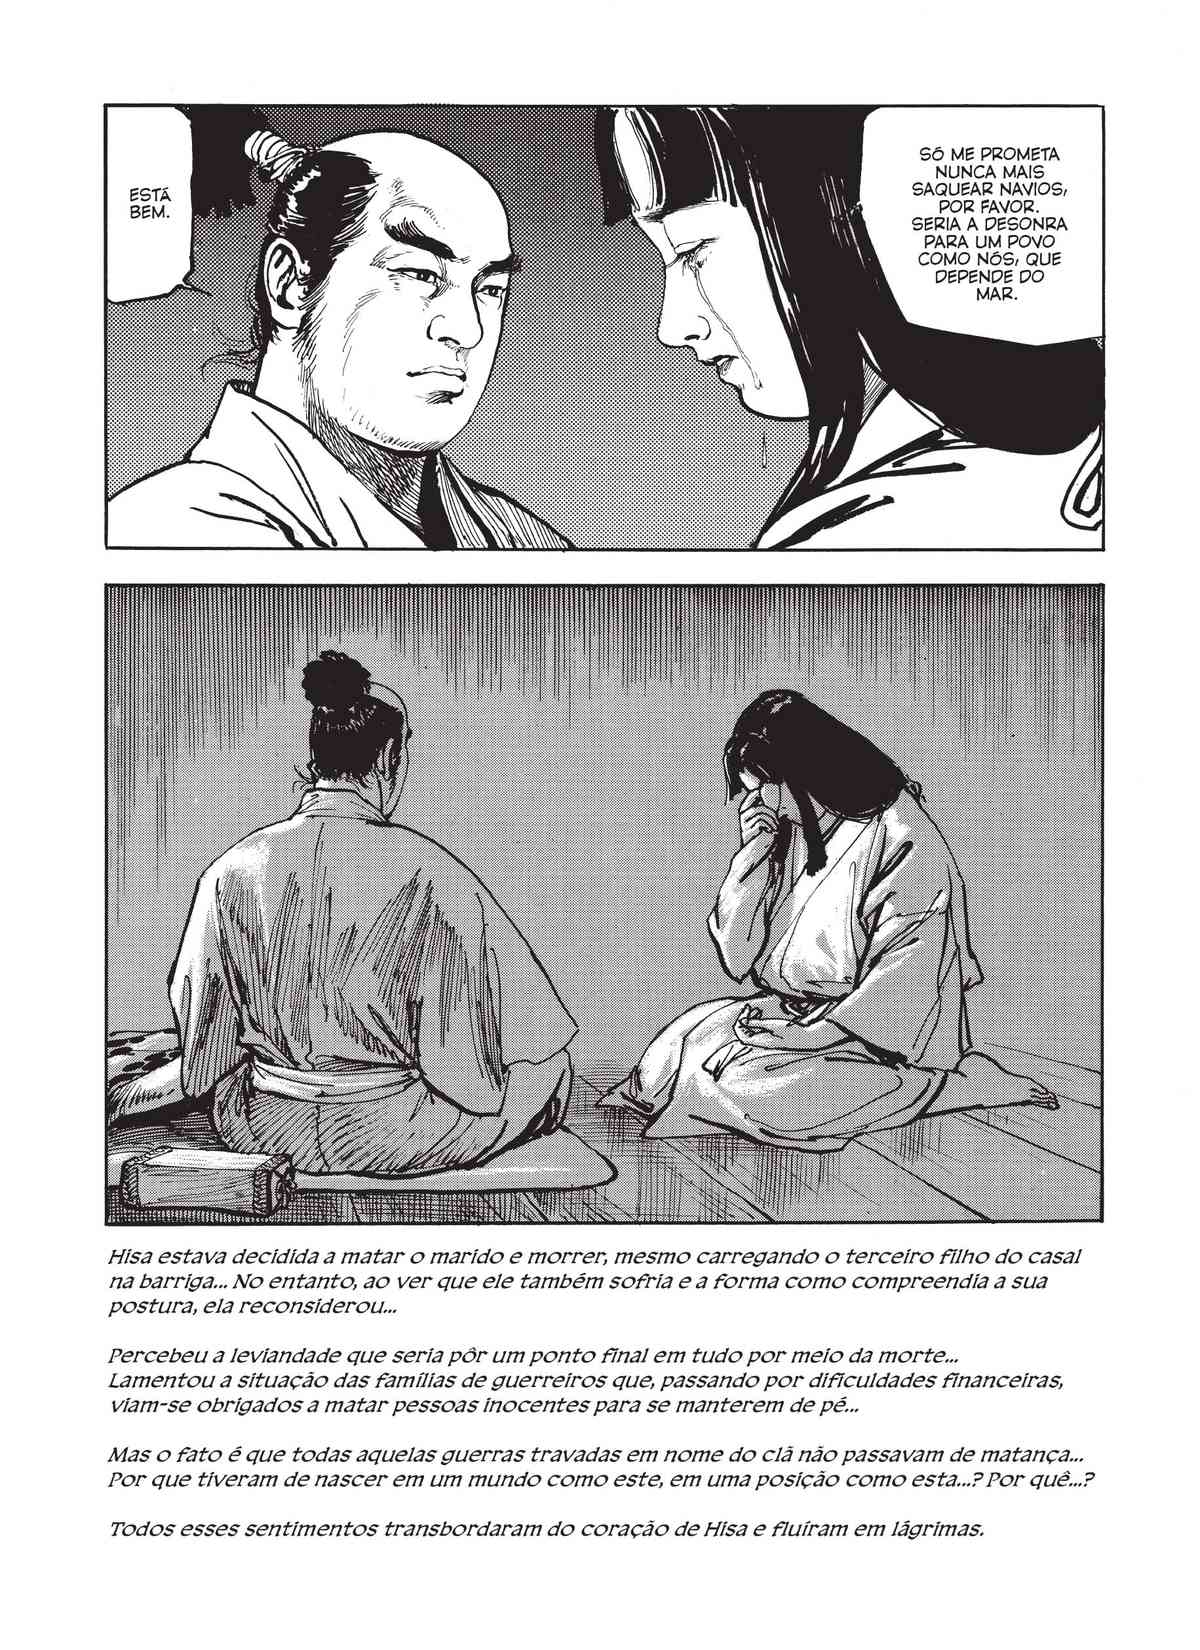 SÓ ME PROMETA
NUNCA MAIS
SAQUEAR NAVIOS,
POR FAVOR.
SERIA A DESONRA
PARA UM POVO
COMO NÓS, QUE
DEPENDE DO
MAR.
ESTÁ
BEM.
Hisa estava decidida a matar o marido e morrer, mesmo carregando o terceiro filho do casal
na barriga... No entanto, ao ver que ele também sofria e a forma como compreendia a sua
postura, ela reconsiderou...
Percebeu a leviandade que seria pôr um ponto final em tudo por meio da morte...
Lamentou a situação das famílias de guerreiros que, passando por dificuldades financeiras,
viam-se obrigados a matar pessoas inocentes para se manterem de pé...
Mas o fato é que todas aquelas guerras travadas em nome do clã não passavam de matança...
Por que tiveram de nascer em um mundo como este, em uma posição como esta...? Por quê...?
Todos esses sentimentos transbordaram do coração de Hisa e fluíram em lágrimas.